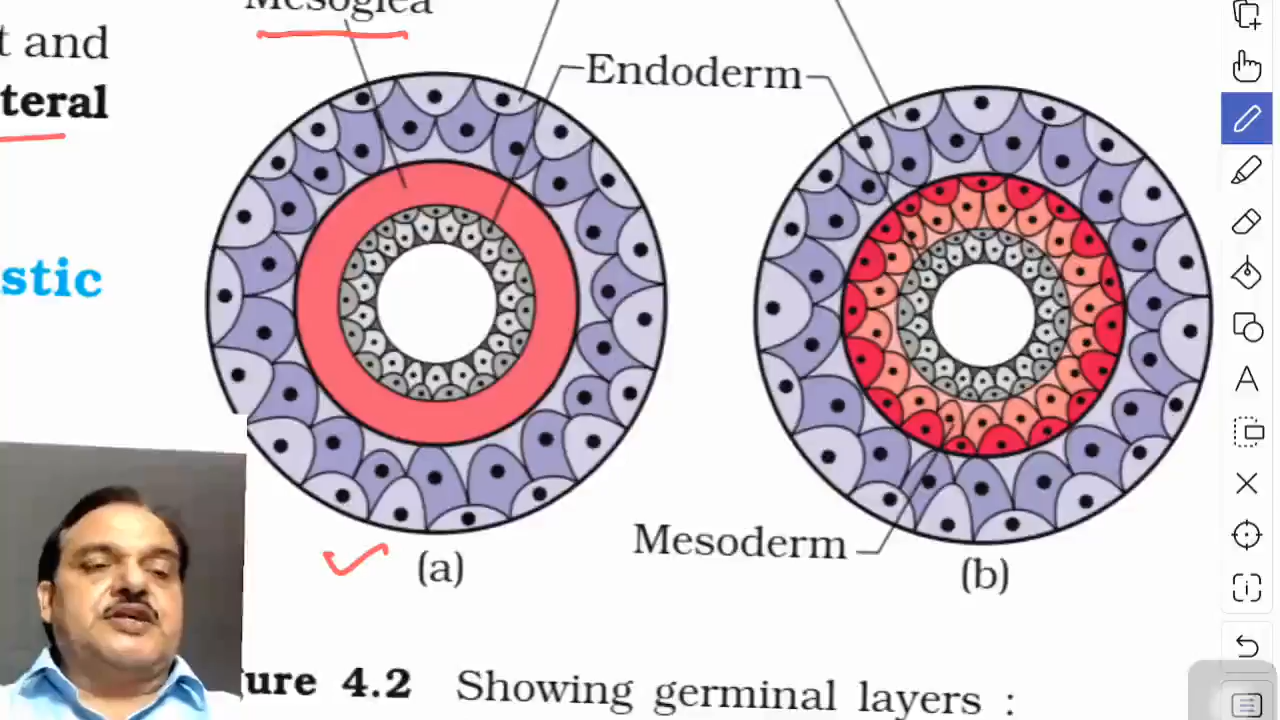 Mesoglea
t and
Endoderm
teral
stic
Mesoderm
(a)
(b)
ure 4.2 Showing germinal layers :